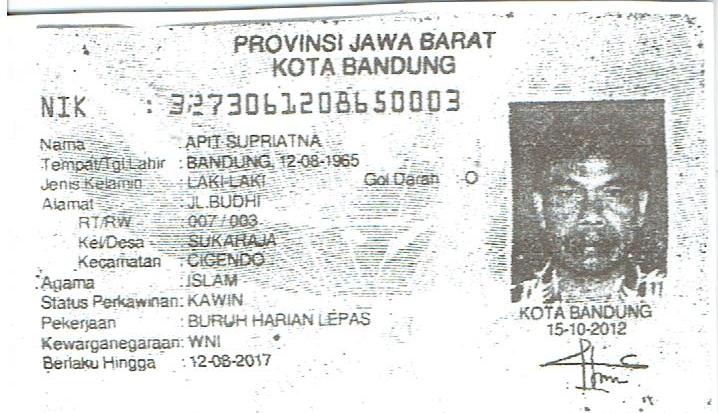 PROVINSI JAWA BARAT
KOTA BANDUNG
NIK : 3273061208650003
Nama : APIT SUPRIATNA
Tempat/Tgl Lahir : BANDUNG, 12-08-1965
Jenis Kelamin : LAKI-LAKI Gol Darah : O
Alamat : JL.BUDHI
RT/RW : 007 / 003
Kel/Desa : SUKARAJA
Kecamatan : CICENDO
Agama : ISLAM
Status Perkawinan: KAWIN
Pekerjaan : BURUH HARIAN LEPAS
Kewarganegaraan: WNI
Berlaku Hingga : 12-08-2017
KOTA BANDUNG
15-10-2012